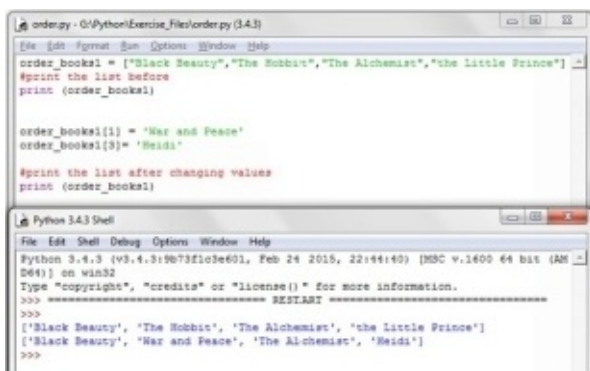 order.py - G:\Python\Exercise_Files\order.py (3.4.3)
File Edit Format Run Options Window Help
order_books1 = ["Black Beauty","The Hobbit","The Alchemist","the Little Prince"]
#print the list before
print (order_books1)
order_books1[1] = 'War and Peace'
order_books1[3]= 'Heidi'
#print the list after changing values
print (order_books1)
Python 3.4.3 Shell
File Edit Shell Debug Options Window Help
Python 3.4.3 (v3.4.3:9b73f1c3e601, Feb 24 2015, 22:44:40) [MSC v.1600 64 bit (AM
D64)] on win32
Type "copyright", "credits" or "license()" for more information.
>>> ================================ RESTART ================================
>>>
['Black Beauty', 'The Hobbit', 'The Alchemist', 'the Little Prince']
['Black Beauty', 'War and Peace', 'The Alchemist', 'Heidi']
>>>